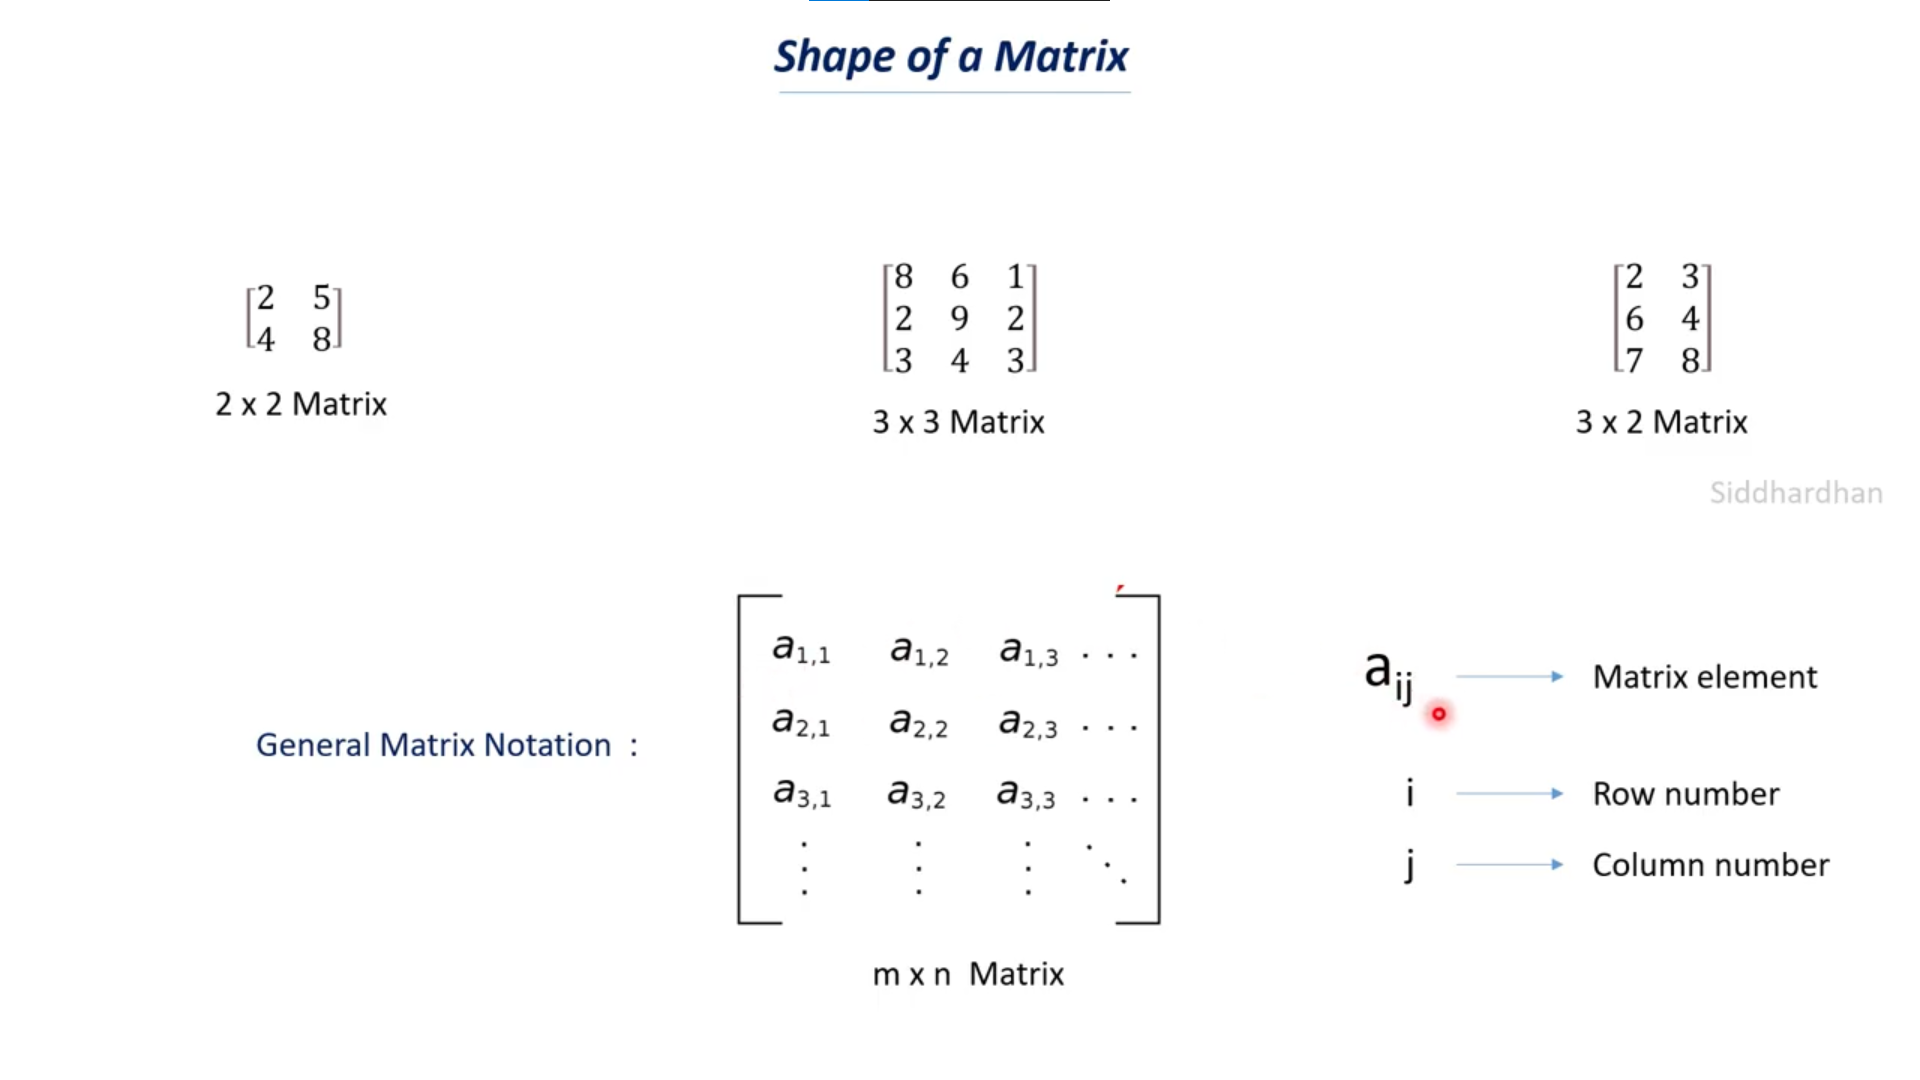 Shape of a Matrix
2 5
4 8
2 x 2 Matrix
8 6 1
2 9 2
3 4 3
3 x 3 Matrix
2 3
6 4
7 8
3 x 2 Matrix
Siddhardhan
General Matrix Notation :
a1,1 a1,2 a1,3 . . .
a2,1 a2,2 a2,3 . . .
a3,1 a3,2 a3,3 . . .
m x n Matrix
aij Matrix element
i Row number
j Column number